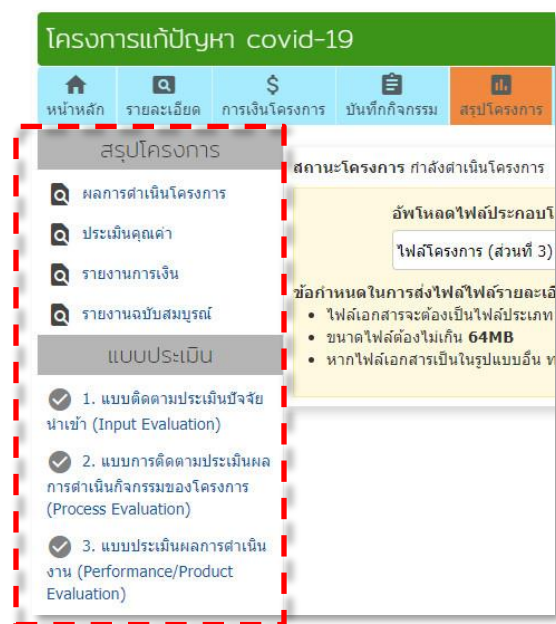 โครงการแก้ปัญหา covid-19
หน้าหลัก รายละเอียด การเงินโครงการ บันทึกกิจกรรม สรุปโครงการ
สรุปโครงการ
ผลการดำเนินโครงการ
ประเมินคุณค่า
รายงานการเงิน
รายงานฉบับสมบูรณ์
แบบประเมิน
1. แบบติดตามประเมินปัจจัย
นำเข้า (Input Evaluation)
2. แบบการติดตามประเมินผล
การดำเนินกิจกรรมของโครงการ
(Process Evaluation)
3. แบบประเมินผลการดำเนิน
งาน (Performance/Product
Evaluation)
สถานะโครงการ กำลังดำเนินโครงการ
อัพโหลดไฟล์ประกอบโ
ไฟล์โครงการ (ส่วนที่ 3)
ข้อกำหนดในการส่งไฟล์ไฟล์รายละเอี
ไฟล์เอกสารจะต้องเป็นไฟล์ประเภท
ขนาดไฟล์ต้องไม่เกิน 64MB
หากไฟล์เอกสารเป็นในรูปแบบอื่น ท